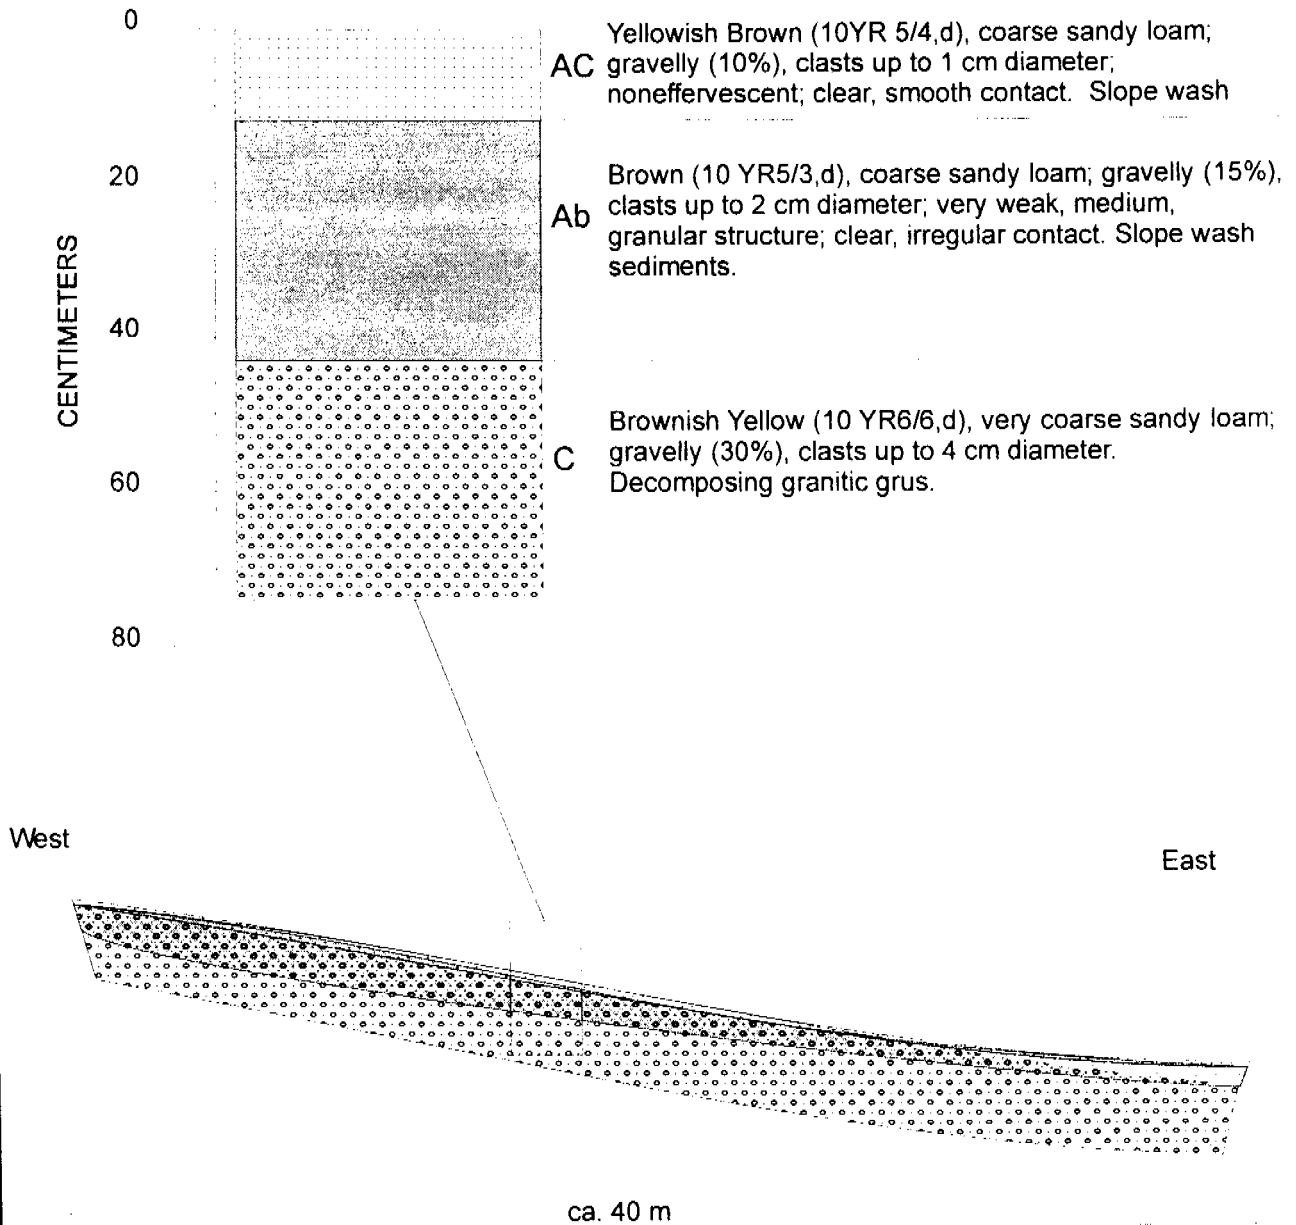 0
Yellowish Brown (10YR 5/4,d), coarse sandy loam;
AC gravelly (10%), clasts up to 1 cm diameter;
noneffervescent; clear, smooth contact. Slope wash
20
Brown (10 YR5/3,d), coarse sandy loam; gravelly (15%),
Ab clasts up to 2 cm diameter; very weak, medium,
granular structure; clear, irregular contact. Slope wash
sediments.
CENTIMETERS
40
Brownish Yellow (10 YR6/6,d), very coarse sandy loam;
C gravelly (30%), clasts up to 4 cm diameter.
Decomposing granitic grus.
60
80
West
East
ca. 40 m